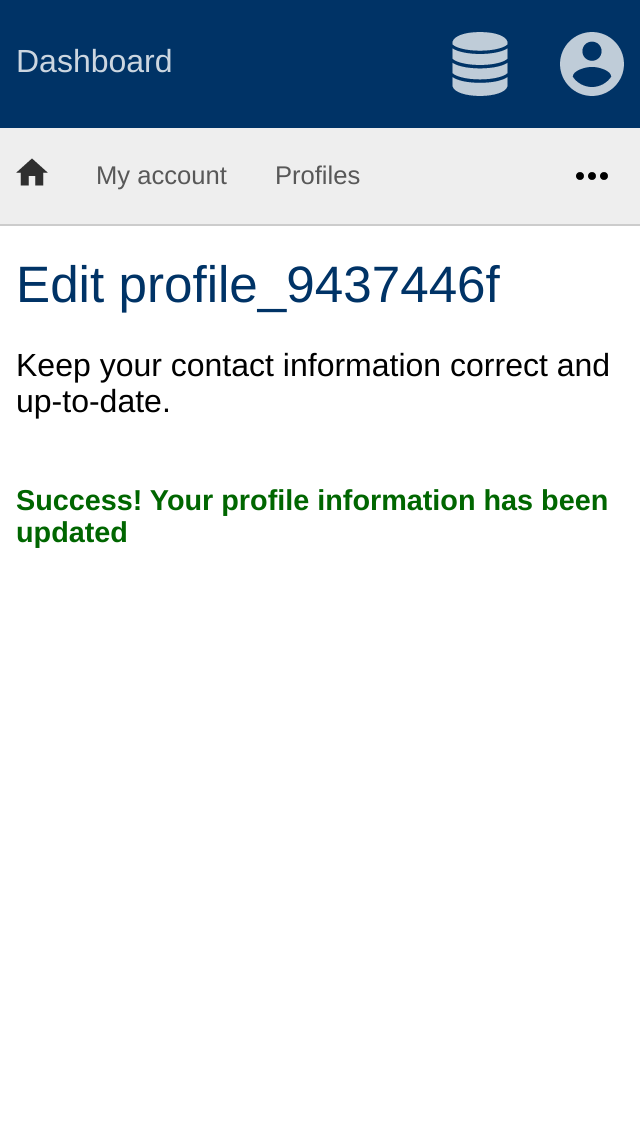 Dashboard
My account Profiles
Edit profile_9437446f
Keep your contact information correct and
up-to-date.
Success! Your profile information has been
updated